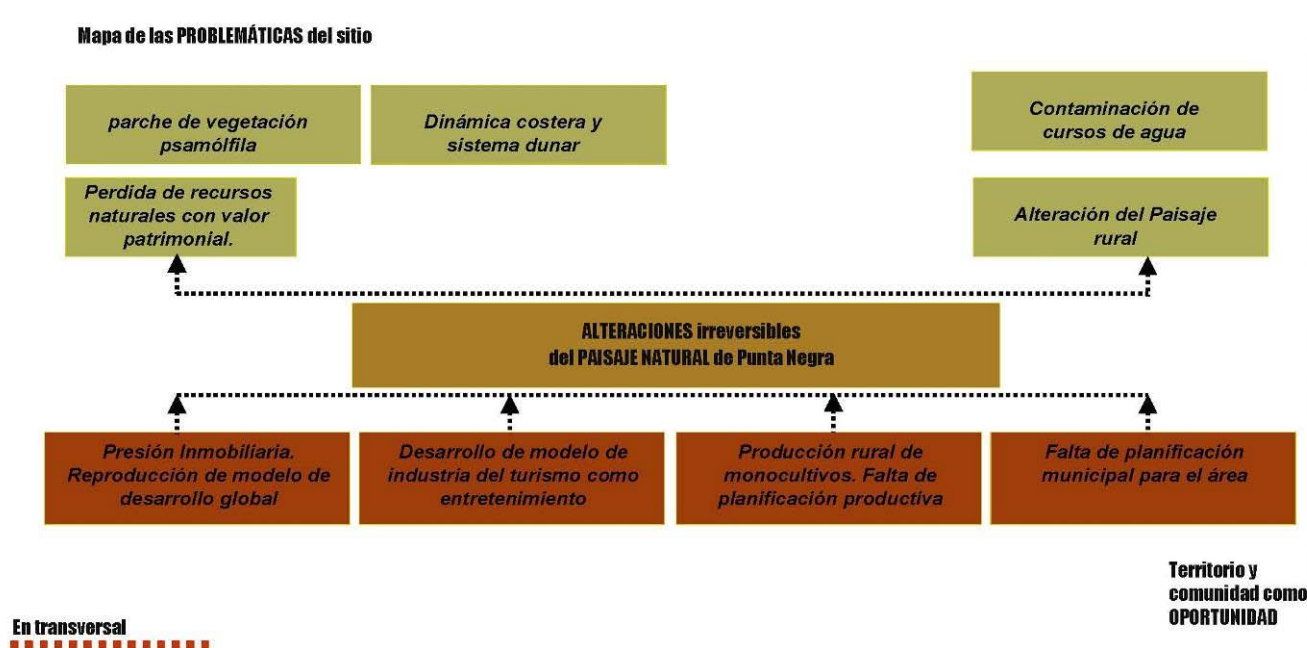 Mapa de las PROBLEMÁTICAS del sitio
parche de vegetación
psamólfila
Dinámica costera y
sistema dunar
Contaminación de
cursos de agua
Perdida de recursos
naturales con valor
patrimonial.
Alteración del Paisaje
rural
ALTERACIONES irreversibles
del PAISAJE NATURAL de Punta Negra
Presión Inmobiliaria.
Reproducción de modelo de
desarrollo global
Desarrollo de modelo de
industria del turismo como
entretenimiento
Producción rural de
monocultivos. Falta de
planificación productiva
Falta de planificación
municipal para el área
Territorio y
comunidad como
OPORTUNIDAD
En transversal